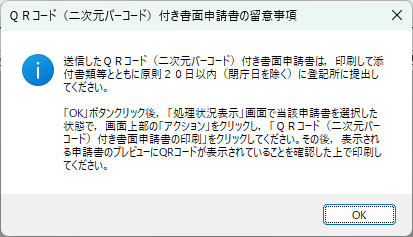 ＱＲコード（二次元バーコード）付き書面申請書の留意事項
送信したＱＲコード（二次元バーコード）付き書面申請書は，印刷して添
付書類等とともに原則２０日以内（閉庁日を除く）に登記所に提出し
てください。
「OK」ボタンクリック後，「処理状況表示」画面で当該申請書を選択した
状態で，画面上部の「アクション」をクリックし，「ＱＲコード（二次元バー
コード）付き書面申請書の印刷」をクリックしてください。その後，表示され
る申請書のプレビューにQRコードが表示されていることを確認した上で印刷し
てください。
OK